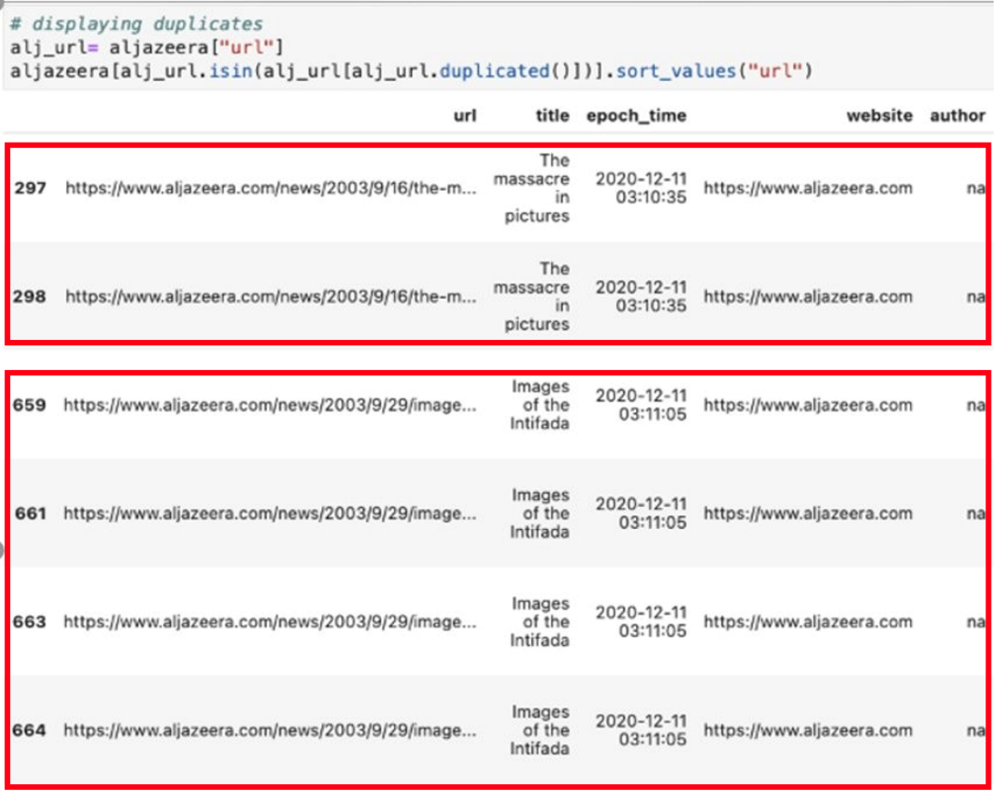 # displaying duplicates
alj_url= aljazeera["url"]
aljazeera[alj_url.isin(alj_url[alj_url.duplicated()])].sort_values("url")
url title epoch_time website author
297 https://www.aljazeera.com/news/2003/9/16/the-m... The massacre in pictures 2020-12-11 03:10:35 https://www.aljazeera.com na
298 https://www.aljazeera.com/news/2003/9/16/the-m... The massacre in pictures 2020-12-11 03:10:35 https://www.aljazeera.com na
659 https://www.aljazeera.com/news/2003/9/29/image... Images of the Intifada 2020-12-11 03:11:05 https://www.aljazeera.com na
661 https://www.aljazeera.com/news/2003/9/29/image... Images of the Intifada 2020-12-11 03:11:05 https://www.aljazeera.com na
663 https://www.aljazeera.com/news/2003/9/29/image... Images of the Intifada 2020-12-11 03:11:05 https://www.aljazeera.com na
664 https://www.aljazeera.com/news/2003/9/29/image... Images of the Intifada 2020-12-11 03:11:05 https://www.aljazeera.com na